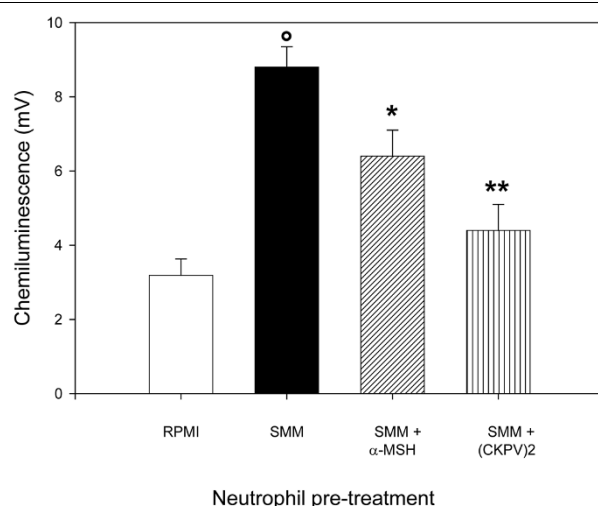 Chemiluminescence (mV)
10
8
6
4
2
0
°
*
**
RPMI
SMM
SMM +
α-MSH
SMM +
(CKPV)2
Neutrophil pre-treatment